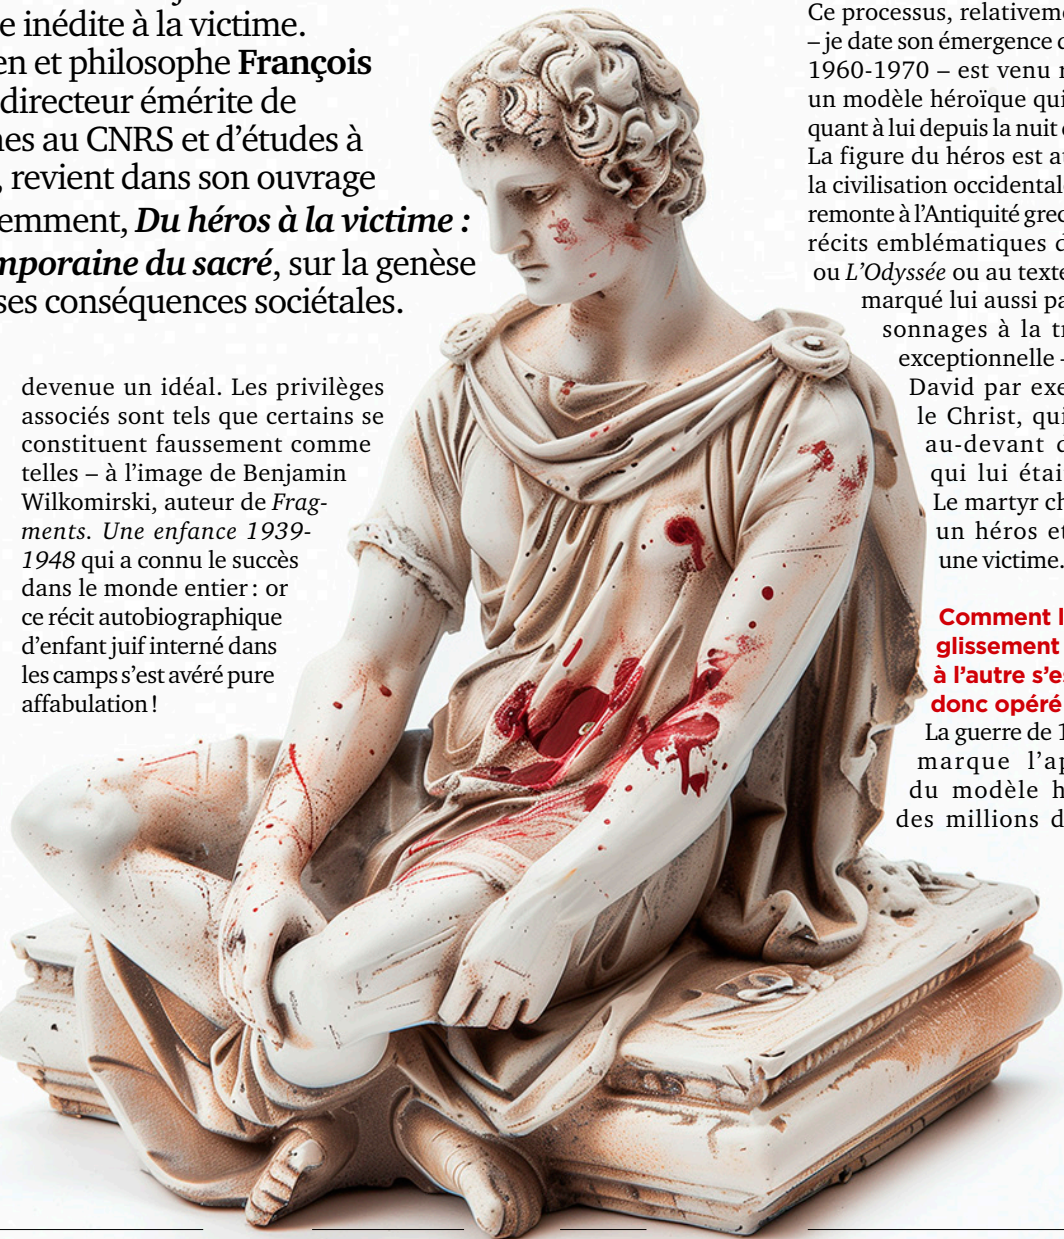 e inédite à la victime.
en et philosophe François
directeur émérite de
nes au CNRS et d'études à
, revient dans son ouvrage
emment, Du héros à la victime :
mporaine du sacré, sur la genèse
ses conséquences sociétales.
devenue un idéal. Les privilèges
associés sont tels que certains se
constituent faussement comme
telles – à l'image de Benjamin
Wilkomirski, auteur de Frag-
ments. Une enfance 1939-
1948 qui a connu le succès
dans le monde entier : or
ce récit autobiographique
d'enfant juif interné dans
les camps s'est avéré pure
affabulation !
Ce processus, relativeme
– je date son émergence d
1960-1970 – est venu r
un modèle héroïque qui
quant à lui depuis la nuit
La figure du héros est au
la civilisation occidentale
remonte à l'Antiquité grec
récits emblématiques d
ou L'Odyssée ou au texte
marqué lui aussi pa
sonnages à la tr
exceptionnelle -
David par exe
le Christ, qui
au-devant d
qui lui étai
Le martyr ch
un héros et
une victime.
Comment l
glissement
à l'autre s'es
donc opéré
La guerre de 1
marque l'ap
du modèle h
des millions d